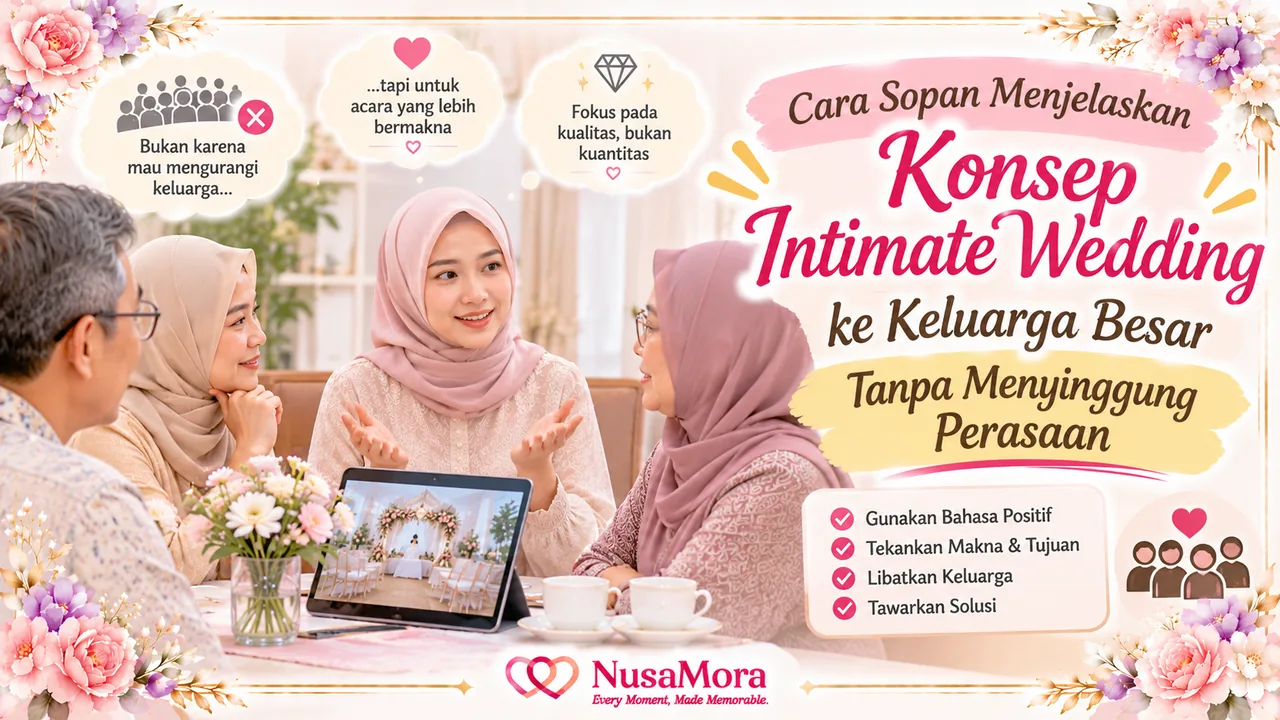 Bukan karena
mau mengurangi
keluarga...
...tapi untuk
acara yang lebih
bermakna
Fokus pada
kualitas, bukan
kuantitas
Cara Sopan Menjelaskan
Konsep
Intimate Wedding
ke Keluarga Besar
Tanpa Menyinggung
Perasaan
Gunakan Bahasa Positif
Tekankan Makna & Tujuan
Libatkan Keluarga
Tawarkan Solusi
NusaMora
Every Moment, Made Memorable.